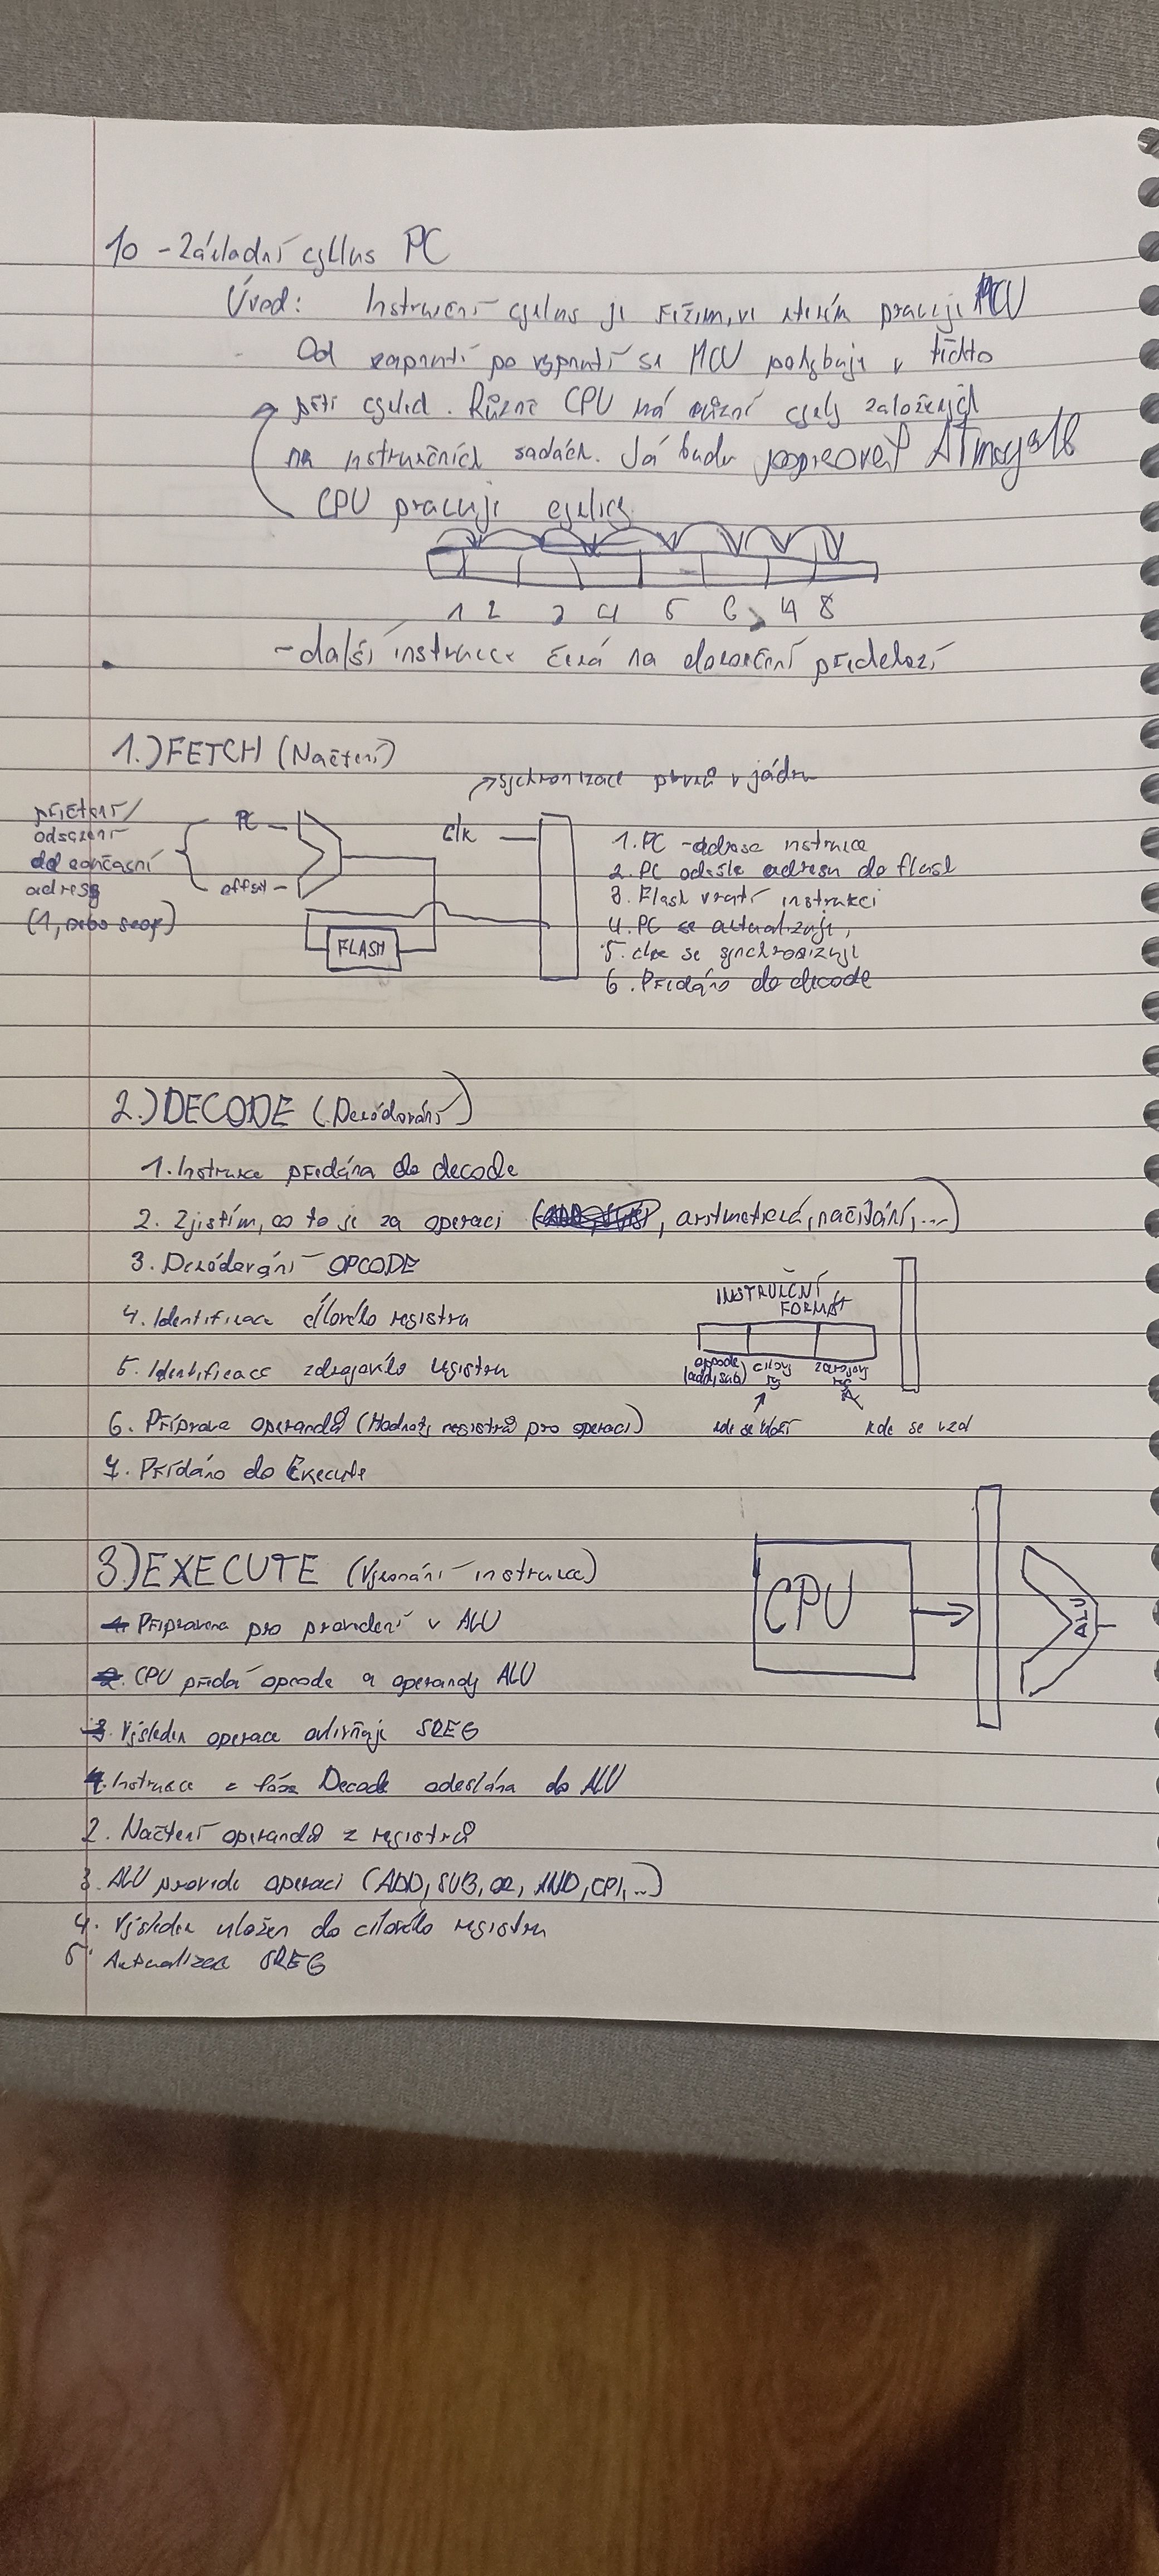 10 - Základní cyklus PC
Úvod: Instrukční cyklus je režim, ve kterém pracuje MCU
Od zapnutí po vypnutí se MCU pohybuje v těchto
pěti cyklech. Různé CPU má různé cykly založených
na instrukčních sadách. Já budu popisovat ATmega16
CPU pracuje cyklicky
1 2 3 4 5 6 7 8
- další instrukce čeká na dokončení předchozí
1.) FETCH (Načtení)
synchronizace prvků v jádru
přičtení/
odečtení
od současné
adresy
(1, nebo skok)
PC
offset
clk
FLASH
1. PC - adresa instrukce
2. PC odešle adresu do flash
3. Flash vrátí instrukci
4. PC se aktualizuje,
5. clk se synchronizuje
6. Předáno do decode
2.) DECODE (Dekódování)
1. Instrukce předána do decode
2. Zjistím, co to je za operaci (, aritmetická, načítání, ...)
3. Dekódování OPCODE
4. Identifikace cílového registru
5. Identifikace zdrojového registru
6. Příprava operandů (Hodnoty registrů pro operaci)
7. Předáno do Execute
INSTRUKČNÍ
FORMÁT
opcode
(add, sub)
cílový
reg
zdrojový
reg
kde se vloží
kde se vzal
3.) EXECUTE (Vykonání instrukce)
1. Připravena pro provedení v ALU
2. CPU předá opcode a operandy ALU
3. Výsledek operace ovlivňuje SREG
1. Instrukce z fáze Decode odeslána do ALU
2. Načtení operandů z registrů
3. ALU provede operaci (ADD, SUB, OR, AND, CPI, ...)
4. Výsledek uložen do cílového registru
5. Aktualizace SREG
CPU
ALU